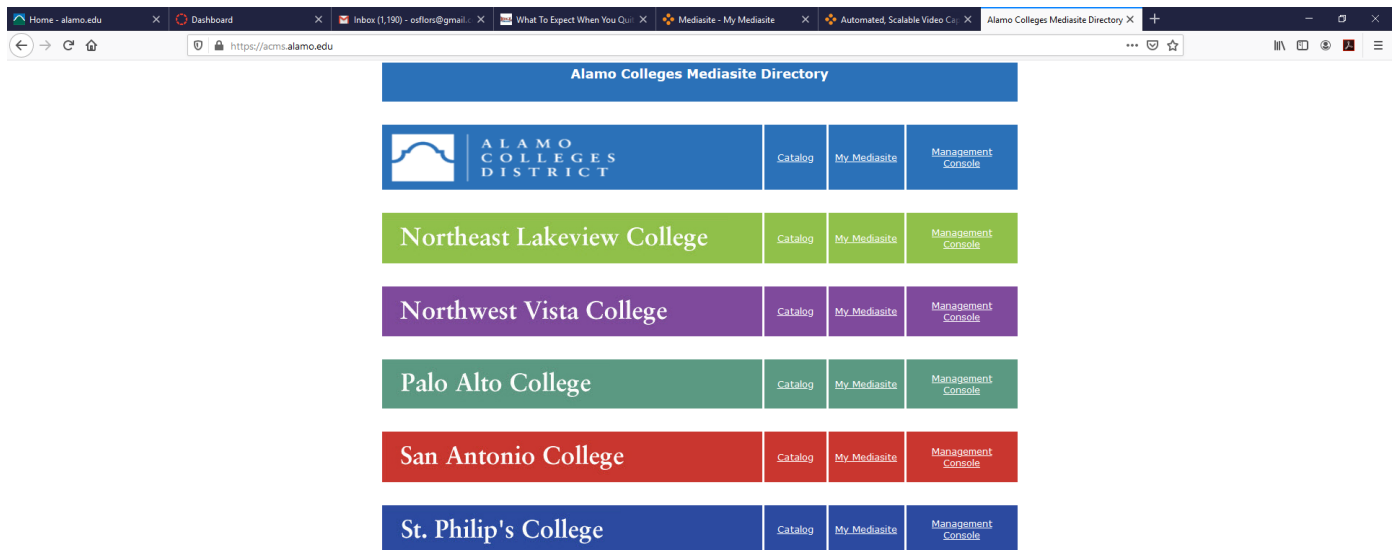 Home - alamo.edu
Dashboard
Inbox (1,190) - osflors@gmail.c
What To Expect When You Quit
Mediasite - My Mediasite
Automated, Scalable Video Cap
Alamo Colleges Mediasite Directory
https://acms.alamo.edu
Alamo Colleges Mediasite Directory
ALAMO
COLLEGES
DISTRICT
Catalog
My Mediasite
Management
Console
Northeast Lakeview College
Catalog
My Mediasite
Management
Console
Northwest Vista College
Catalog
My Mediasite
Management
Console
Palo Alto College
Catalog
My Mediasite
Management
Console
San Antonio College
Catalog
My Mediasite
Management
Console
St. Philip's College
Catalog
My Mediasite
Management
Console